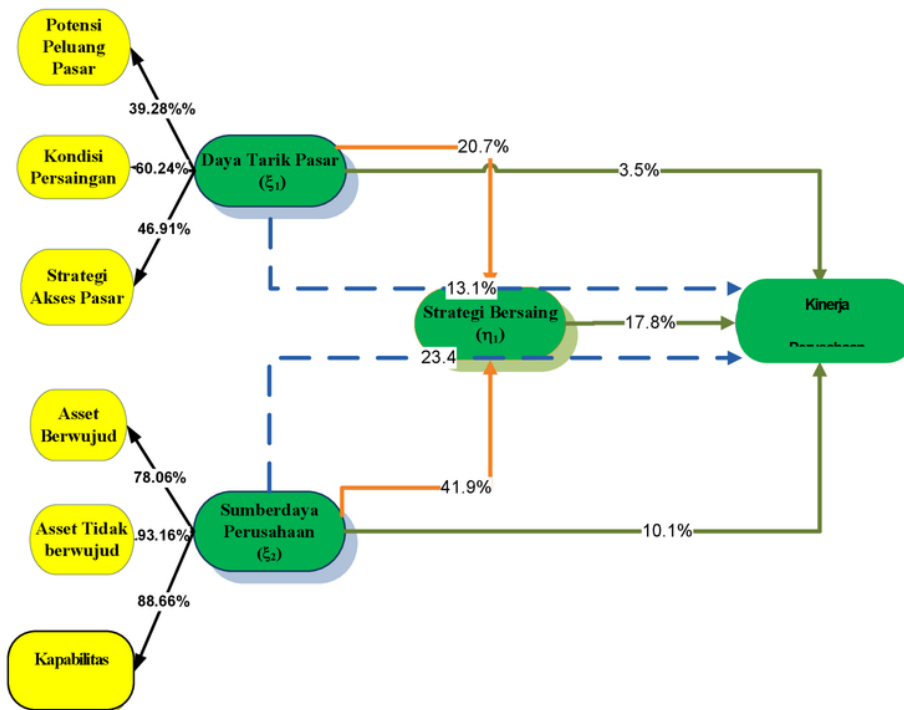 Potensi
Peluang
Pasar
39.28%%
Kondisi
Persaingan
60.24%
Daya Tarik Pasar
(ξ₁)
20.7%
3.5%
46.91%
Strategi
Akses Pasar
13.1%
Strategi Bersaing
(η₁)
17.8%
Kinerja
23.4
Asset
Berwujud
78.06%
41.9%
Sumberdaya
Perusahaan
(ξ₂)
Asset Tidak
berwujud
.93.16%
10.1%
88.66%
Kapabilitas